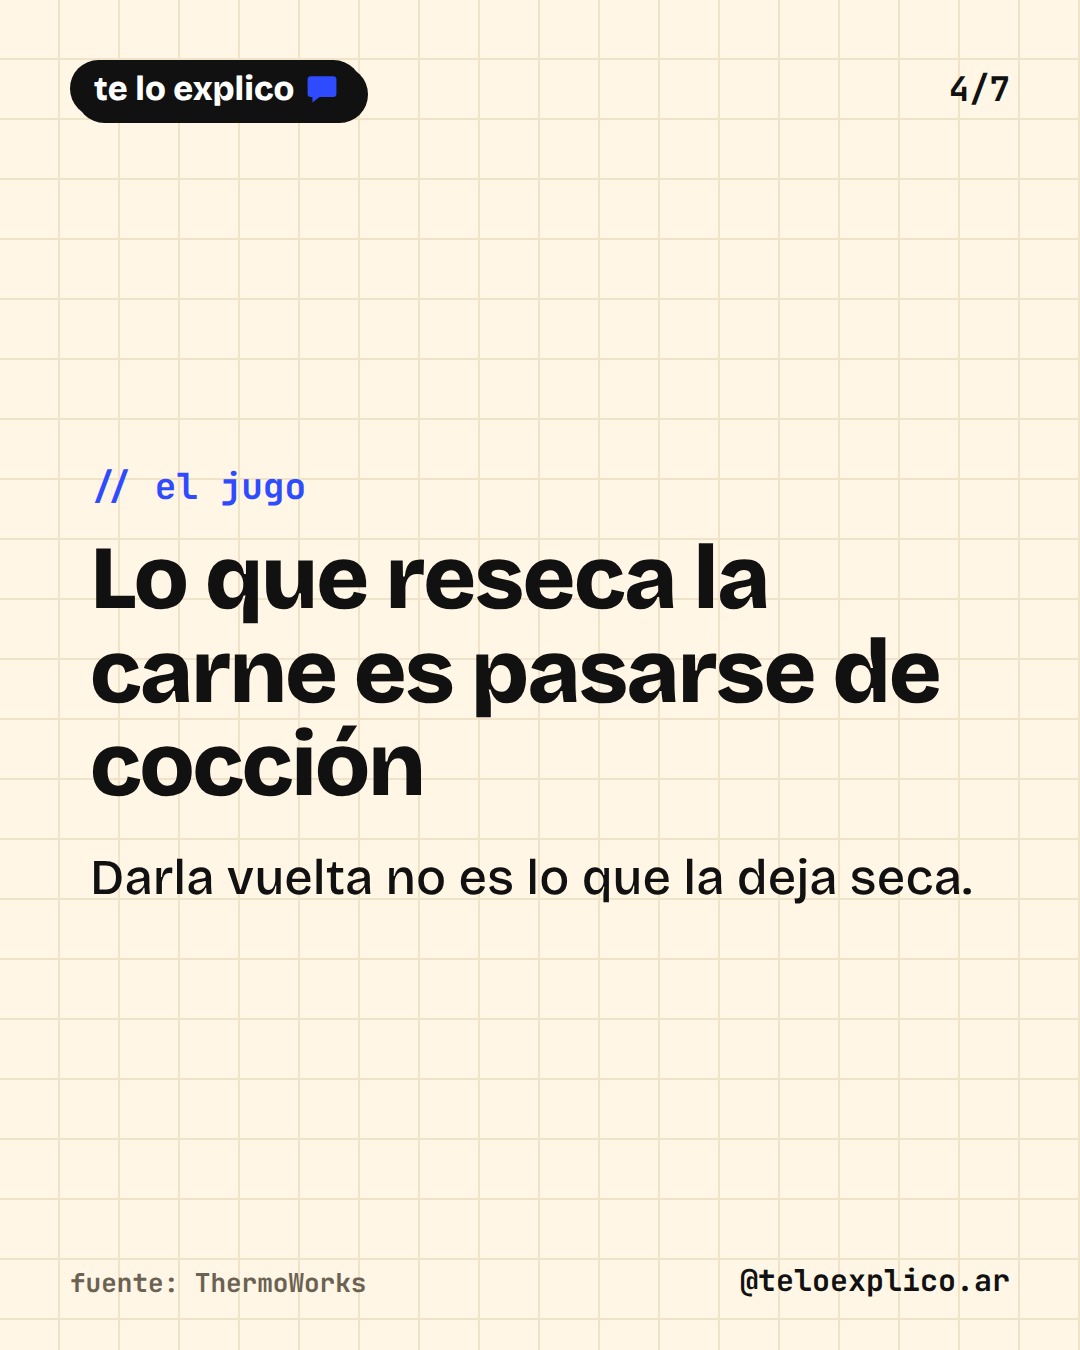 te lo explico
4/7
// el jugo
Lo que reseca la
carne es pasarse de
cocción
Darla vuelta no es lo que la deja seca.
fuente: ThermoWorks
@teloexplico.ar